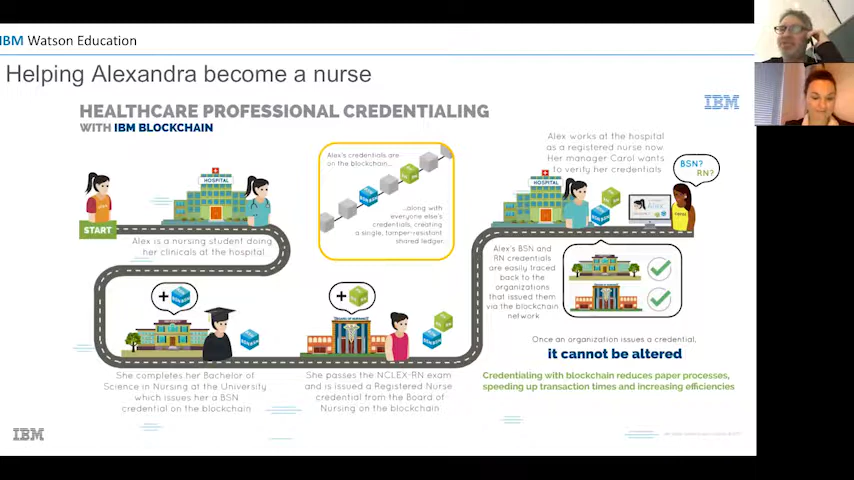 IBM Watson Education
Helping Alexandra become a nurse
HEALTHCARE PROFESSIONAL CREDENTIALING
WITH IBM BLOCKCHAIN
IBM
START
HOSPITAL
Alex is a nursing student doing
her clinicals at the hospital
Alex's credentials are
on the blockchain...
...along with
everyone else's
credentials, creating
a single, tamper-resistant
shared ledger
+
She completes her Bachelor of
Science in Nursing at the University
which issues her a BSN
credential on the blockchain
+
She passes the NCLEX-RN exam
and is issued a Registered Nurse
credential from the Board of
Nursing on the blockchain
Alex works at the hospital
as a registered nurse now.
Her manager Carol wants
to verify her credentials
HOSPITAL
BSN?
RN?
Alex's BSN and
RN credentials
are easily traced
back to the
organizations
that issued them
via the blockchain
network
Once an organization issues a credential,
it cannot be altered
Credentialing with blockchain reduces paper processes,
speeding up transaction times and increasing efficiencies
IBM